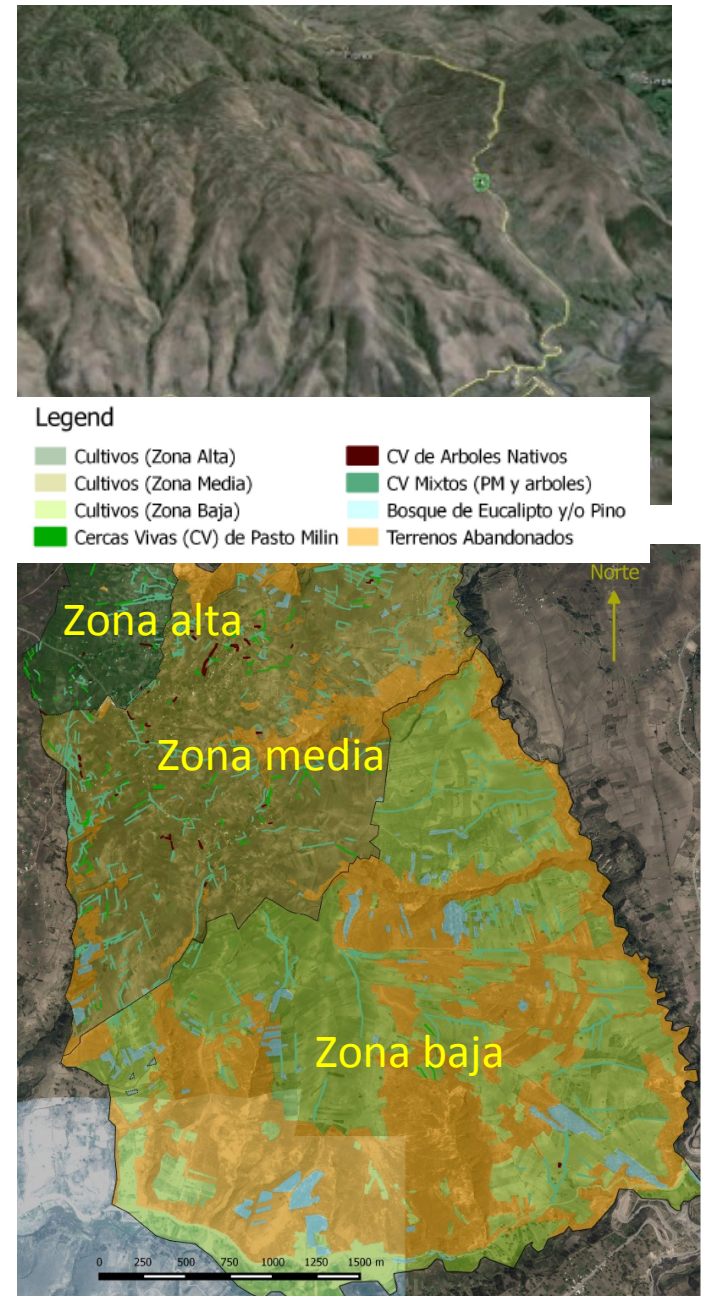 Legend
Cultivos (Zona Alta)
Cultivos (Zona Media)
Cultivos (Zona Baja)
Cercas Vivas (CV) de Pasto Milin
CV de Arboles Nativos
CV Mixtos (PM y arboles)
Bosque de Eucalipto y/o Pino
Terrenos Abandonados
Norte
Zona alta
Zona media
Zona baja
0 250 500 750 1000 1250 1500 m